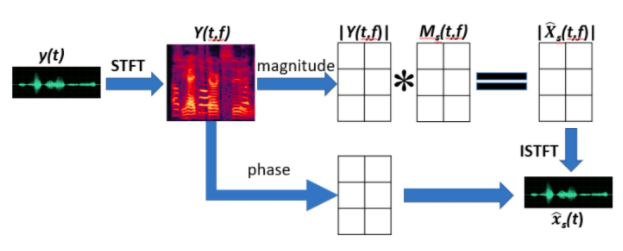 y(t)
STFT
Y(t,f)
magnitude
|Y(t,f)|
*
M_s(t,f)
=
|X̂_s(t,f)|
phase
ISTFT
x̂_s(t)